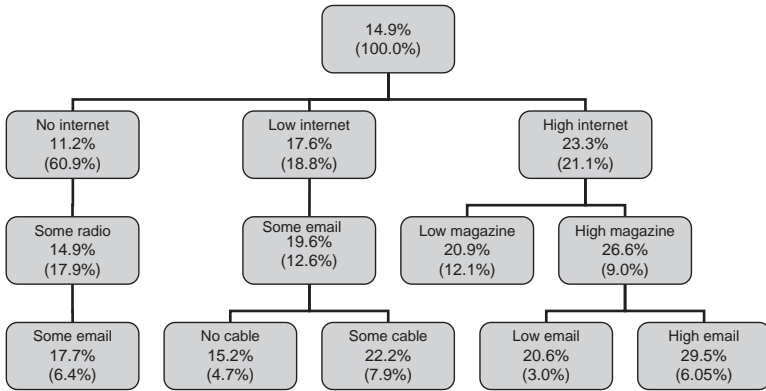 14.9%
(100.0%)
No internet
11.2%
(60.9%)
Low internet
17.6%
(18.8%)
High internet
23.3%
(21.1%)
Some radio
14.9%
(17.9%)
Some email
19.6%
(12.6%)
Low magazine
20.9%
(12.1%)
High magazine
26.6%
(9.0%)
Some email
17.7%
(6.4%)
No cable
15.2%
(4.7%)
Some cable
22.2%
(7.9%)
Low email
20.6%
(3.0%)
High email
29.5%
(6.05%)